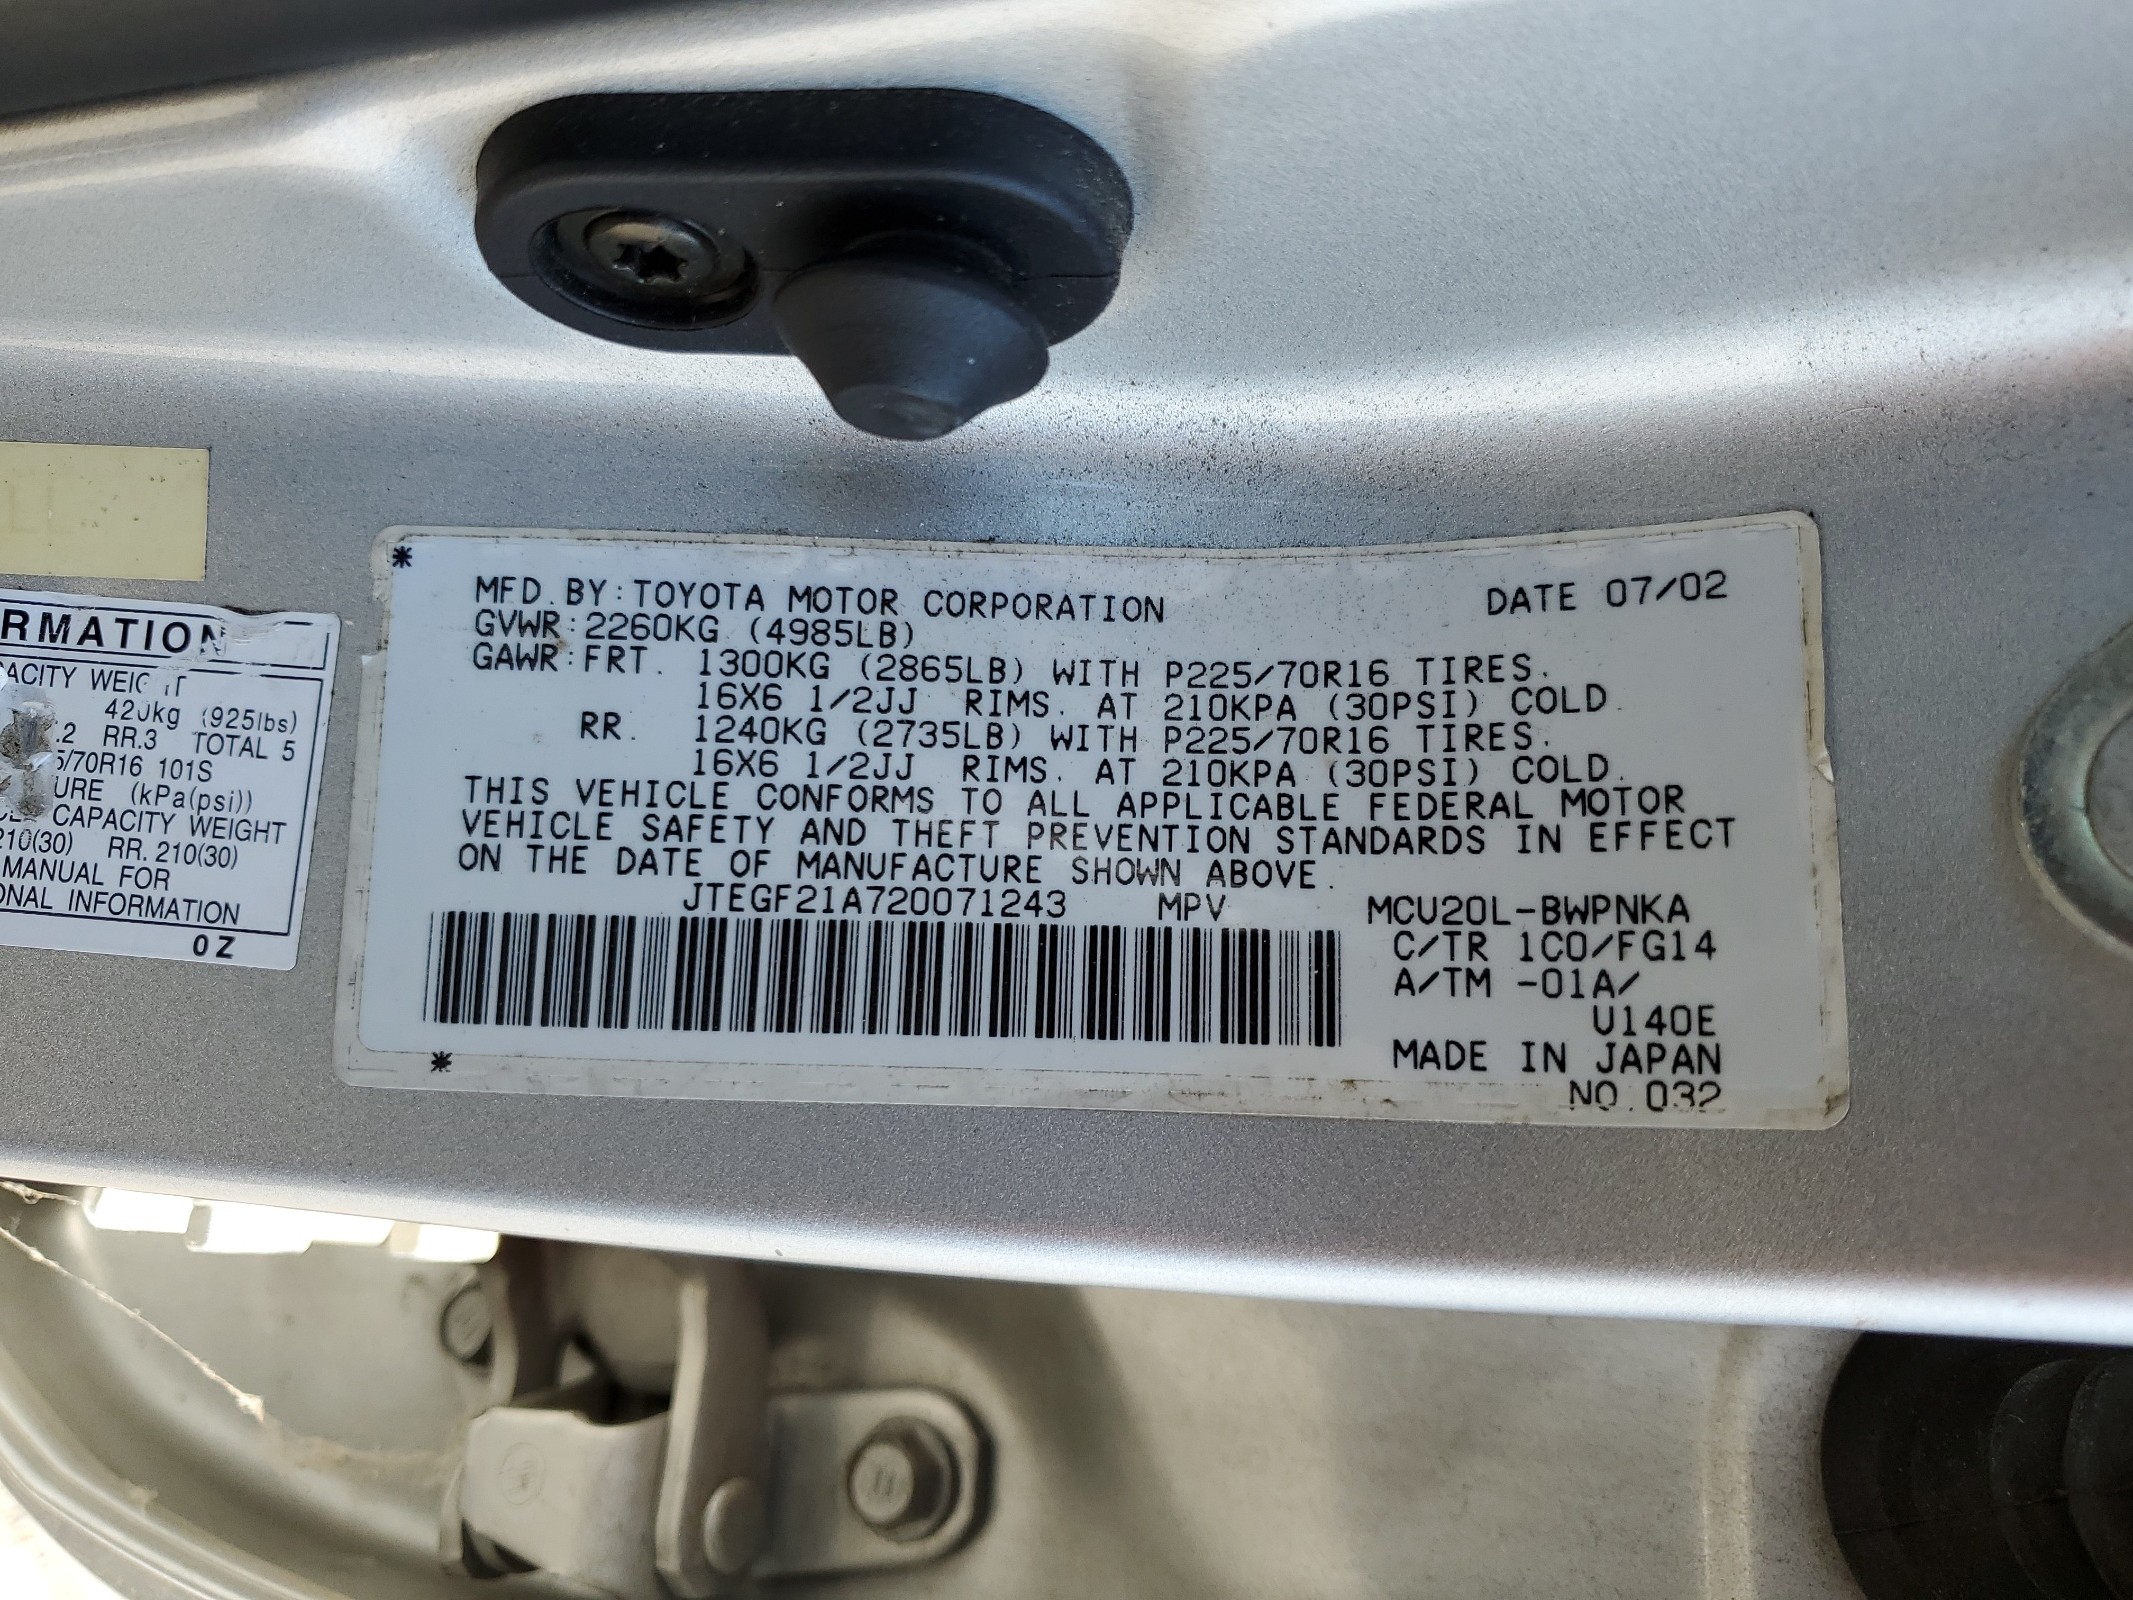 MFD. BY: TOYOTA MOTOR CORPORATION DATE 07/02
GVWR: 2260KG (4985LB)
GAWR: FRT. 1300KG (2865LB) WITH P225/70R16 TIRES.
16X6 1/2JJ RIMS. AT 210KPA (30PSI) COLD.
RR. 1240KG (2735LB) WITH P225/70R16 TIRES.
16X6 1/2JJ RIMS. AT 210KPA (30PSI) COLD.
THIS VEHICLE CONFORMS TO ALL APPLICABLE FEDERAL MOTOR
VEHICLE SAFETY AND THEFT PREVENTION STANDARDS IN EFFECT
ON THE DATE OF MANUFACTURE SHOWN ABOVE.
JTEGF21A720071243 MPV MCU20L-BWPNKA
C/TR 1C0/FG14
A/TM -01A/
U140E
MADE IN JAPAN
NO. 032
RMATION
ACITY WEIGHT
420kg (925lbs)
.2 RR.3 TOTAL 5
5/70R16 101S
URE (kPa(psi))
CAPACITY WEIGHT
210(30) RR. 210(30)
MANUAL FOR
ONAL INFORMATION
0Z